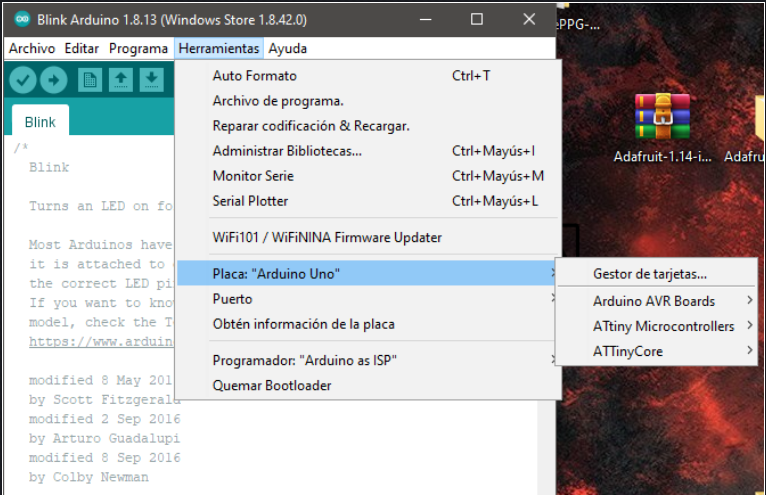 Blink Arduino 1.8.13 (Windows Store 1.8.42.0)
Archivo Editar Programa Herramientas Ayuda
Blink
Auto Formato Ctrl+T
Archivo de programa.
Reparar codificación & Recargar.
Administrar Bibliotecas... Ctrl+Mayús+I
Monitor Serie Ctrl+Mayús+M
Serial Plotter Ctrl+Mayús+L
WiFi101 / WiFiNINA Firmware Updater
Placa: "Arduino Uno"
Puerto
Obtén información de la placa
Programador: "Arduino as ISP"
Quemar Bootloader
Gestor de tarjetas...
Arduino AVR Boards
ATtiny Microcontrollers
ATTinyCore
/*
Blink
Turns an LED on fo
Most Arduinos have
it is attached to
the correct LED pi
If you want to kno
model, check the T
https://www.arduin
modified 8 May 201
by Scott Fitzgerald
modified 2 Sep 2016
by Arturo Guadalupi
modified 8 Sep 2016
by Colby Newman
ePPG-...
Adafruit-1.14-i...
Adafru